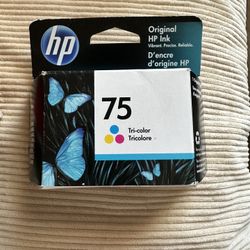 hp
Original
HP Ink
Vibrant. Precise. Reliable.
D'encre
d'origine HP
75
Tri-color
Tricolore